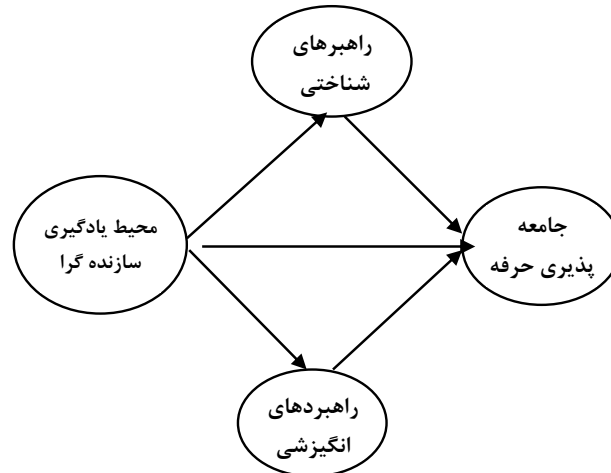 راهبرهای
شناختی
محیط یادگیری
سازنده گرا
جامعه
پذیری حرفه
راهبردهای
انگیزشی